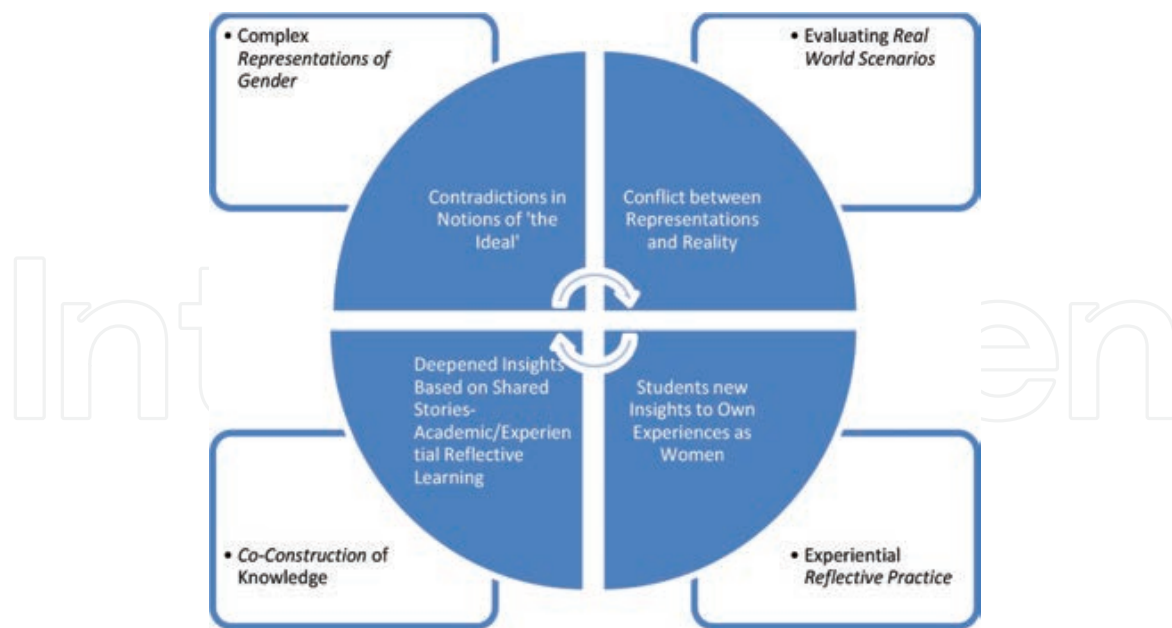 • Complex
Representations of
Gender
• Evaluating Real
World Scenarios
Contradictions in
Notions of 'the
Ideal'
Conflict between
Representations
and Reality
Deepened Insights
Based on Shared
Stories-
Academic/Experien
tial Reflective
Learning
Students new
Insights to Own
Experiences as
Women
• Co-Construction of
Knowledge
• Experiential
Reflective Practice